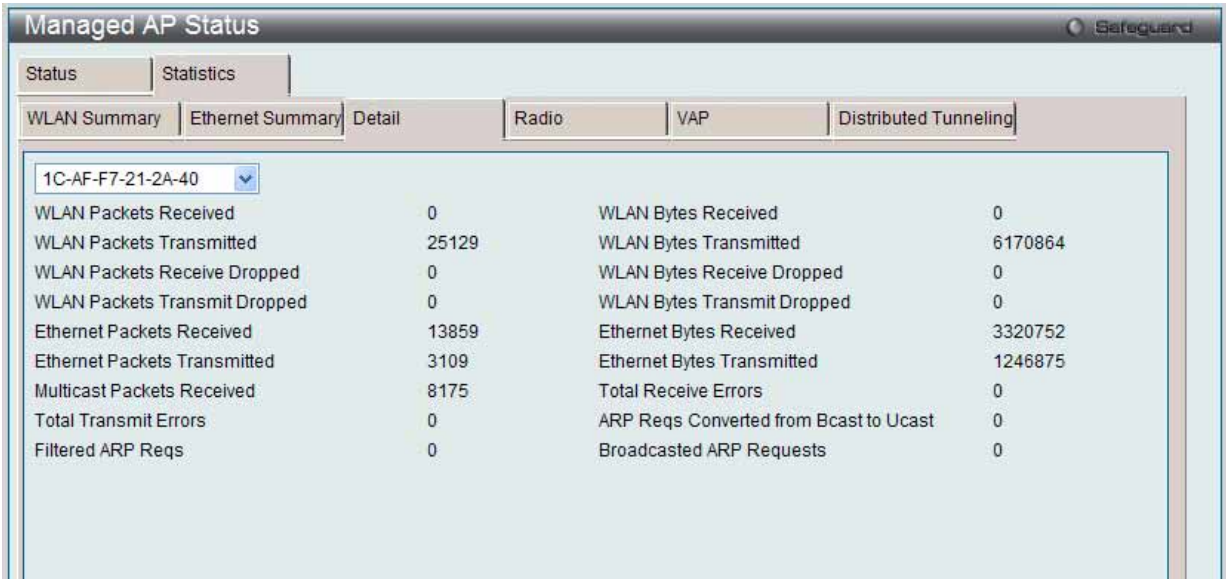 Managed AP Status
Safeguard
Status Statistics
WLAN Summary Ethernet Summary Detail Radio VAP Distributed Tunneling
1C-AF-F7-21-2A-40
WLAN Packets Received 0 WLAN Bytes Received 0
WLAN Packets Transmitted 25129 WLAN Bytes Transmitted 6170864
WLAN Packets Receive Dropped 0 WLAN Bytes Receive Dropped 0
WLAN Packets Transmit Dropped 0 WLAN Bytes Transmit Dropped 0
Ethernet Packets Received 13859 Ethernet Bytes Received 3320752
Ethernet Packets Transmitted 3109 Ethernet Bytes Transmitted 1246875
Multicast Packets Received 8175 Total Receive Errors 0
Total Transmit Errors 0 ARP Reqs Converted from Bcast to Ucast 0
Filtered ARP Reqs 0 Broadcasted ARP Requests 0